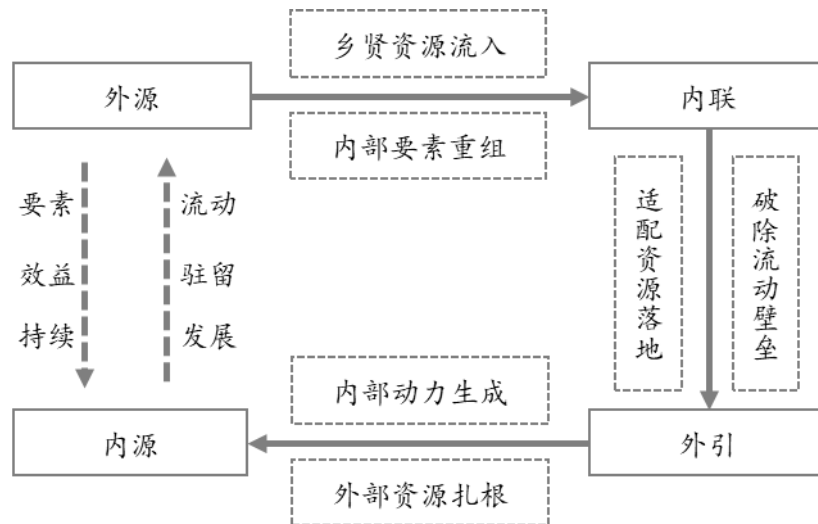 乡贤资源流入
外源
内联
内部要素重组
要素
流动
效益
驻留
持续
发展
适配资源落地
破除流动壁垒
内部动力生成
内源
外引
外部资源扎根